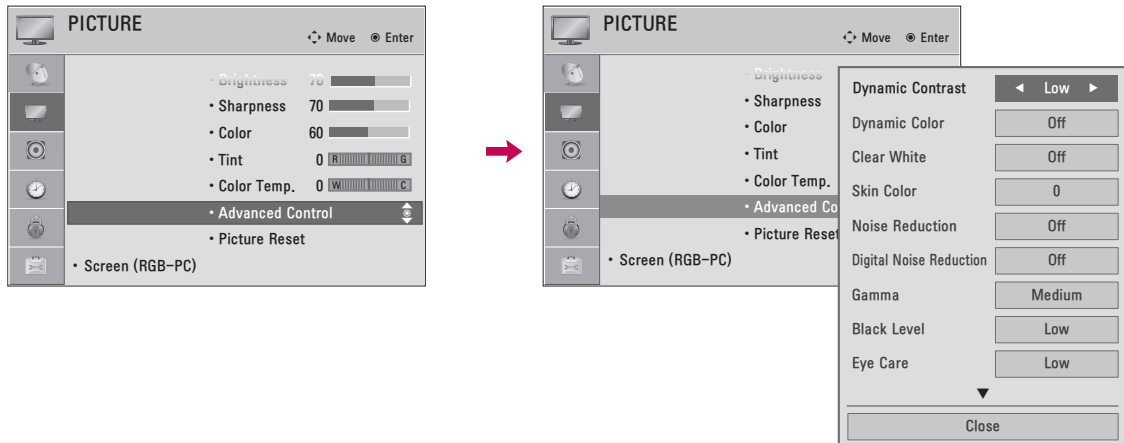 PICTURE
Move Enter
• Brightness 70
• Sharpness 70
• Color 60
• Tint 0 R G
• Color Temp. 0 W C
• Advanced Control
• Picture Reset
• Screen (RGB-PC)
PICTURE
Move Enter
• Brightness
• Sharpness
• Color
• Tint
• Color Temp.
• Advanced Co
• Picture Reset
• Screen (RGB-PC)
Dynamic Contrast ◄ Low ►
Dynamic Color Off
Clear White Off
Skin Color 0
Noise Reduction Off
Digital Noise Reduction Off
Gamma Medium
Black Level Low
Eye Care Low
▼
Close